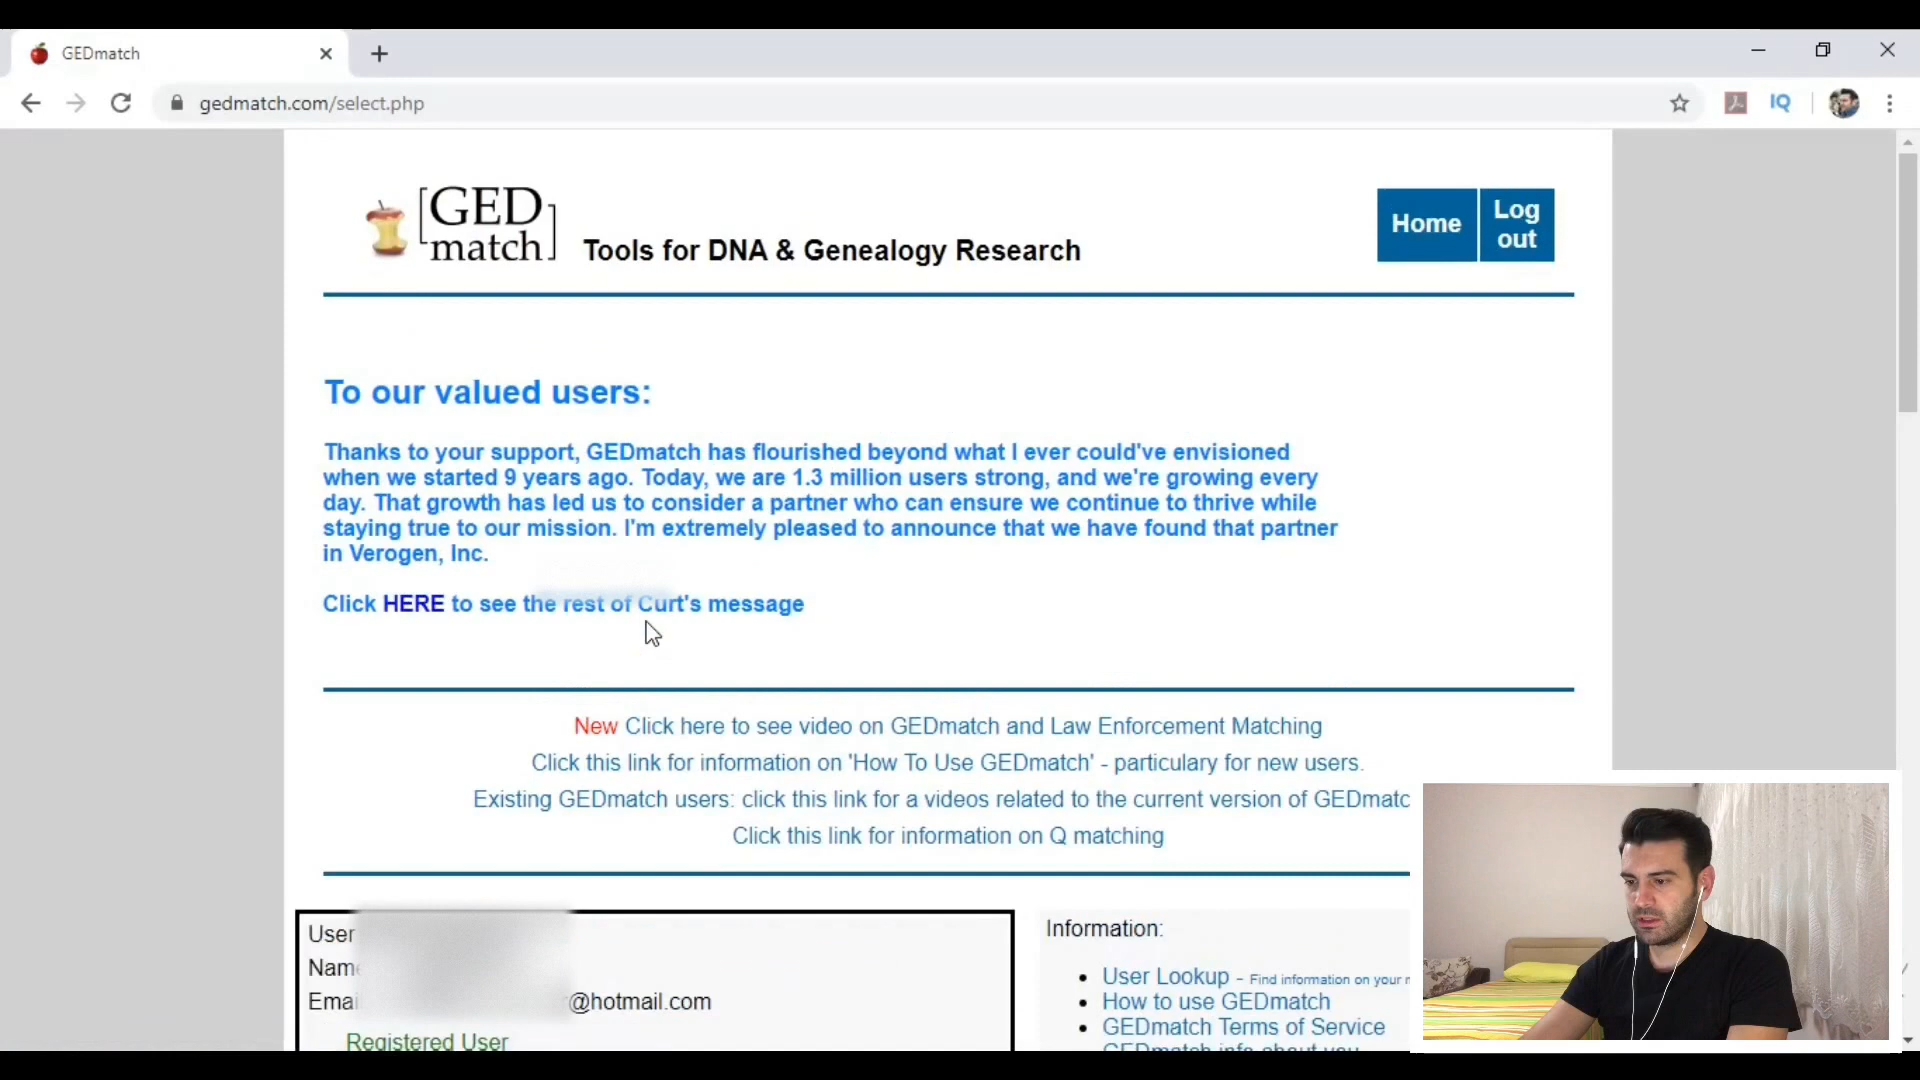 GEDmatch
gedmatch.com/select.php
IQ
[GED
match]
Tools for DNA & Genealogy Research
Home
Log
out
To our valued users:
Thanks to your support, GEDmatch has flourished beyond what I ever could've envisioned
when we started 9 years ago. Today, we are 1.3 million users strong, and we're growing every
day. That growth has led us to consider a partner who can ensure we continue to thrive while
staying true to our mission. I'm extremely pleased to announce that we have found that partner
in Verogen, Inc.
Click HERE to see the rest of Curt's message
New Click here to see video on GEDmatch and Law Enforcement Matching
Click this link for information on 'How To Use GEDmatch' - particulary for new users.
Existing GEDmatch users: click this link for a videos related to the current version of GEDmatc
Click this link for information on Q matching
User
Name
Emai @hotmail.com
Registered User
Information:
User Lookup - Find information on your
How to use GEDmatch
GEDmatch Terms of Service
GEDmatch info about you